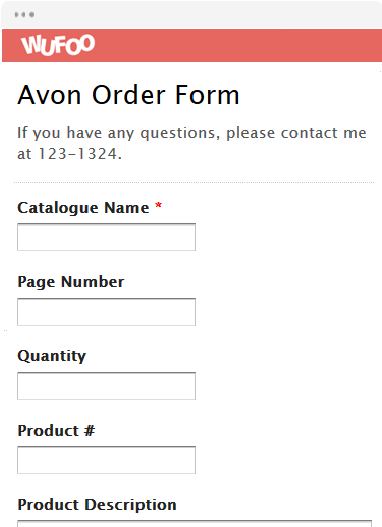 WUFOO
Avon Order Form
If you have any questions, please contact me
at 123-1324.
Catalogue Name *
Page Number
Quantity
Product #
Product Description